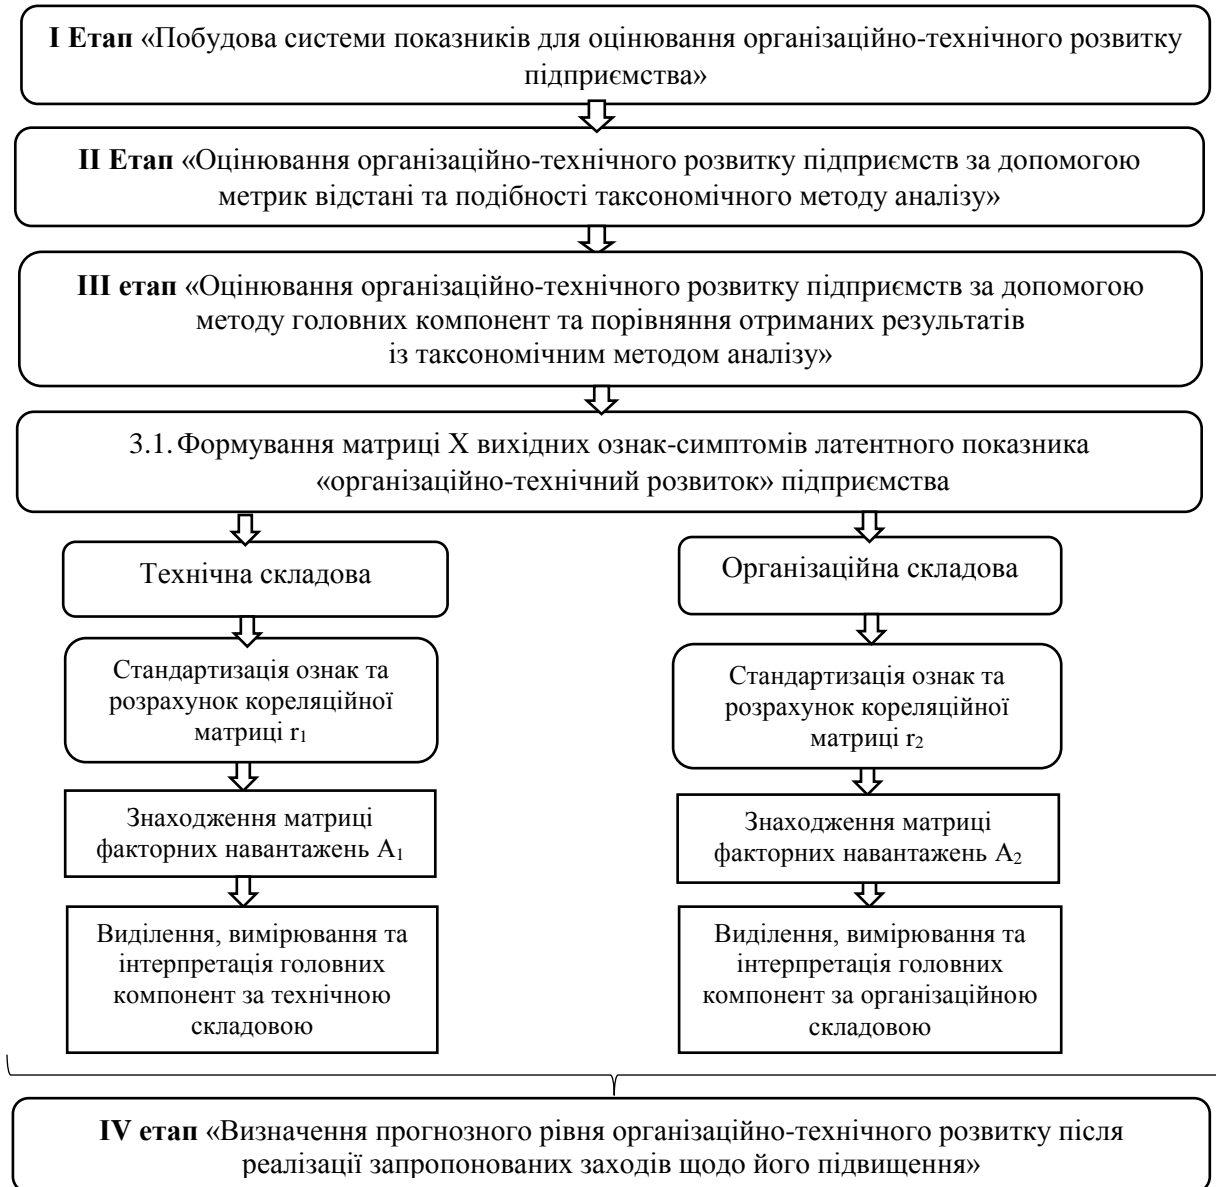 I Етап «Побудова системи показників для оцінювання організаційно-технічного розвитку
підприємства»
II Етап «Оцінювання організаційно-технічного розвитку підприємств за допомогою
метрик відстані та подібності таксономічного методу аналізу»
III етап «Оцінювання організаційно-технічного розвитку підприємств за допомогою
методу головних компонент та порівняння отриманих результатів
із таксономічним методом аналізу»
3.1. Формування матриці X вихідних ознак-симптомів латентного показника
«організаційно-технічний розвиток» підприємства
Технічна складова
Стандартизація ознак та
розрахунок кореляційної
матриці r₁
Знаходження матриці
факторних навантажень A₁
Виділення, вимірювання та
інтерпретація головних
компонент за технічною
складовою
Організаційна складова
Стандартизація ознак та
розрахунок кореляційної
матриці r₂
Знаходження матриці
факторних навантажень A₂
Виділення, вимірювання та
інтерпретація головних
компонент за організаційною
складовою
IV етап «Визначення прогнозного рівня організаційно-технічного розвитку після
реалізації запропонованих заходів щодо його підвищення»